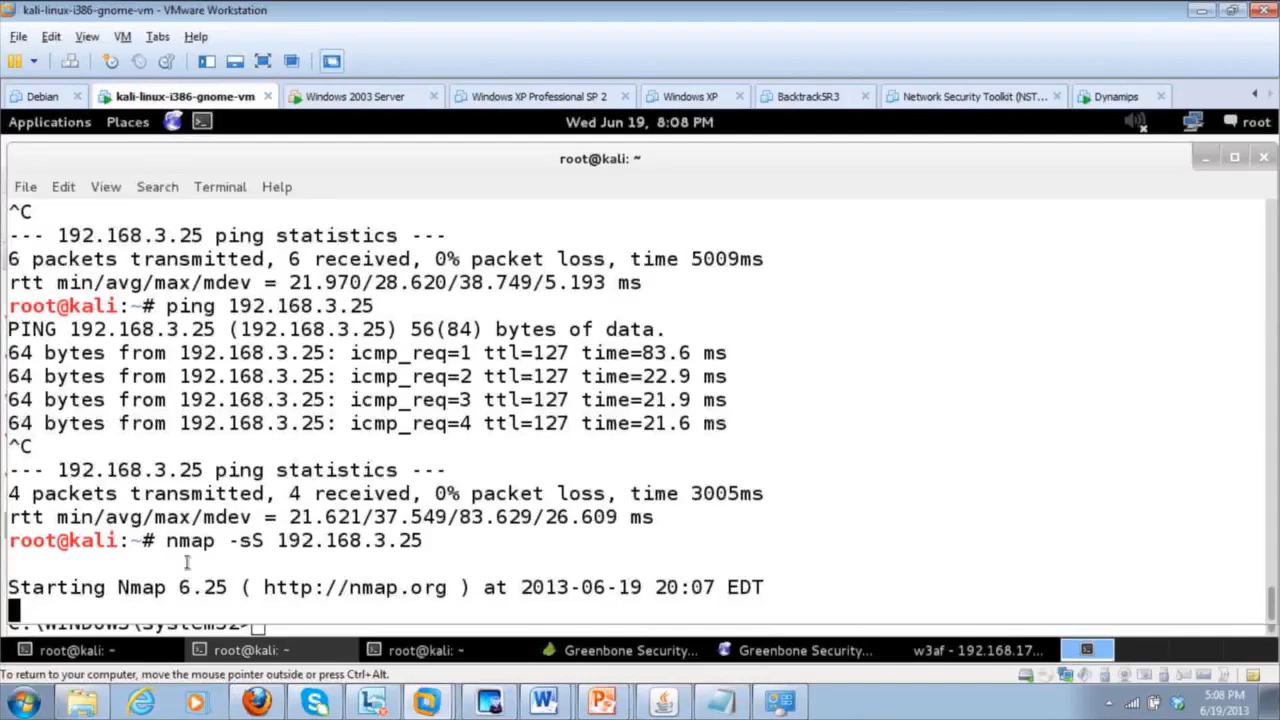 kali-linux-i386-gnome-vm - VMware Workstation
File Edit View VM Tabs Help
Debian kali-linux-i386-gnome-vm Windows 2003 Server Windows XP Professional SP 2 Windows XP Backtrack5R3 Network Security Toolkit (NST... Dynamips
Applications Places Wed Jun 19, 8:08 PM root
root@kali: ~
File Edit View Search Terminal Help
^C
--- 192.168.3.25 ping statistics ---
6 packets transmitted, 6 received, 0% packet loss, time 5009ms
rtt min/avg/max/mdev = 21.970/28.620/38.749/5.193 ms
root@kali:~# ping 192.168.3.25
PING 192.168.3.25 (192.168.3.25) 56(84) bytes of data.
64 bytes from 192.168.3.25: icmp_req=1 ttl=127 time=83.6 ms
64 bytes from 192.168.3.25: icmp_req=2 ttl=127 time=22.9 ms
64 bytes from 192.168.3.25: icmp_req=3 ttl=127 time=21.9 ms
64 bytes from 192.168.3.25: icmp_req=4 ttl=127 time=21.6 ms
^C
--- 192.168.3.25 ping statistics ---
4 packets transmitted, 4 received, 0% packet loss, time 3005ms
rtt min/avg/max/mdev = 21.621/37.549/83.629/26.609 ms
root@kali:~# nmap -sS 192.168.3.25
Starting Nmap 6.25 ( http://nmap.org ) at 2013-06-19 20:07 EDT
C:\WINDOWS\system32>
root@kali: ~ root@kali: ~ root@kali: ~ Greenbone Security... Greenbone Security... w3af - 192.168.17...
To return to your computer, move the mouse pointer outside or press Ctrl+Alt.
5:08 PM
6/19/2013